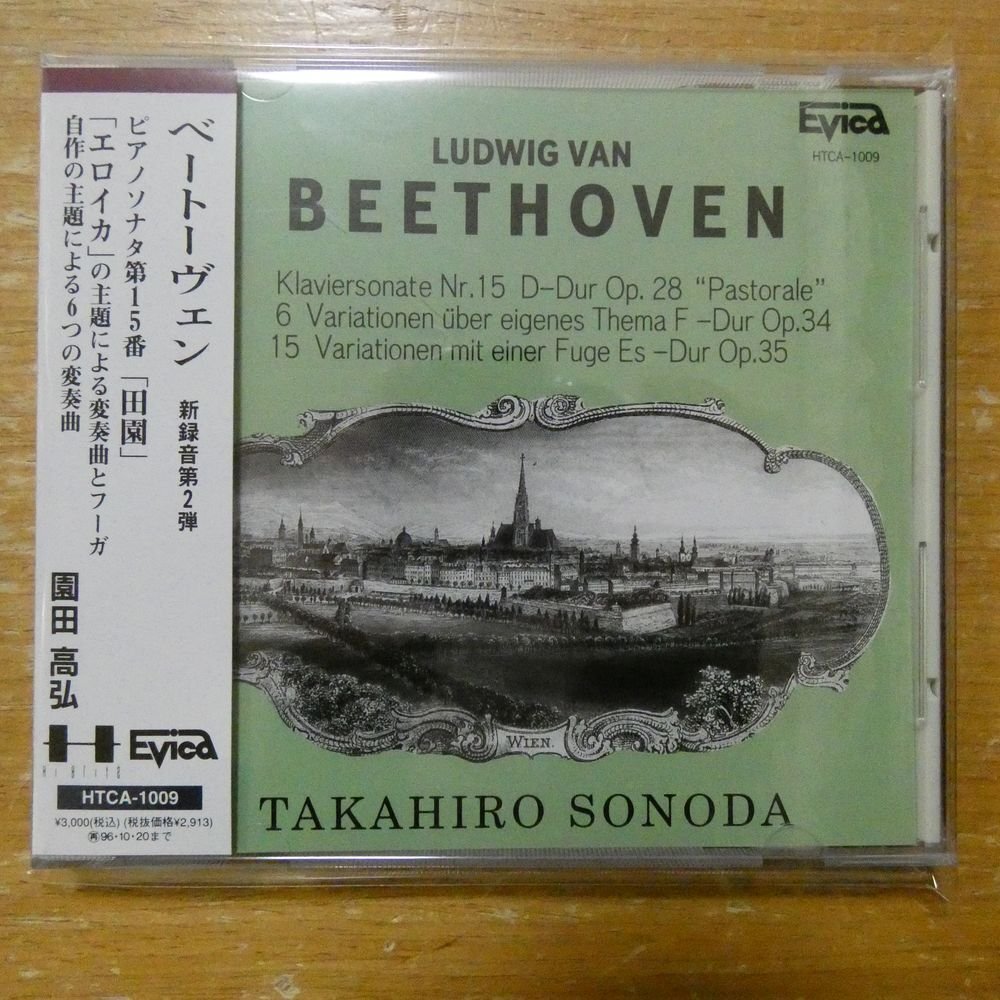 ベートーヴェン 新録音第2弾
ピアノソナタ第15番「田園」
「エロイカ」の主題による変奏曲とフーガ
自作の主題による6つの変奏曲
園田 高弘
Evica
HTCA-1009
¥3,000(税込)(税抜価格¥2,913)
再96・10・20まで
Evica
HTCA-1009
LUDWIG VAN
BEETHOVEN
Klaviersonate Nr.15 D-Dur Op. 28 "Pastorale"
6 Variationen über eigenes Thema F-Dur Op.34
15 Variationen mit einer Fuge Es-Dur Op.35
WIEN.
TAKAHIRO SONODA